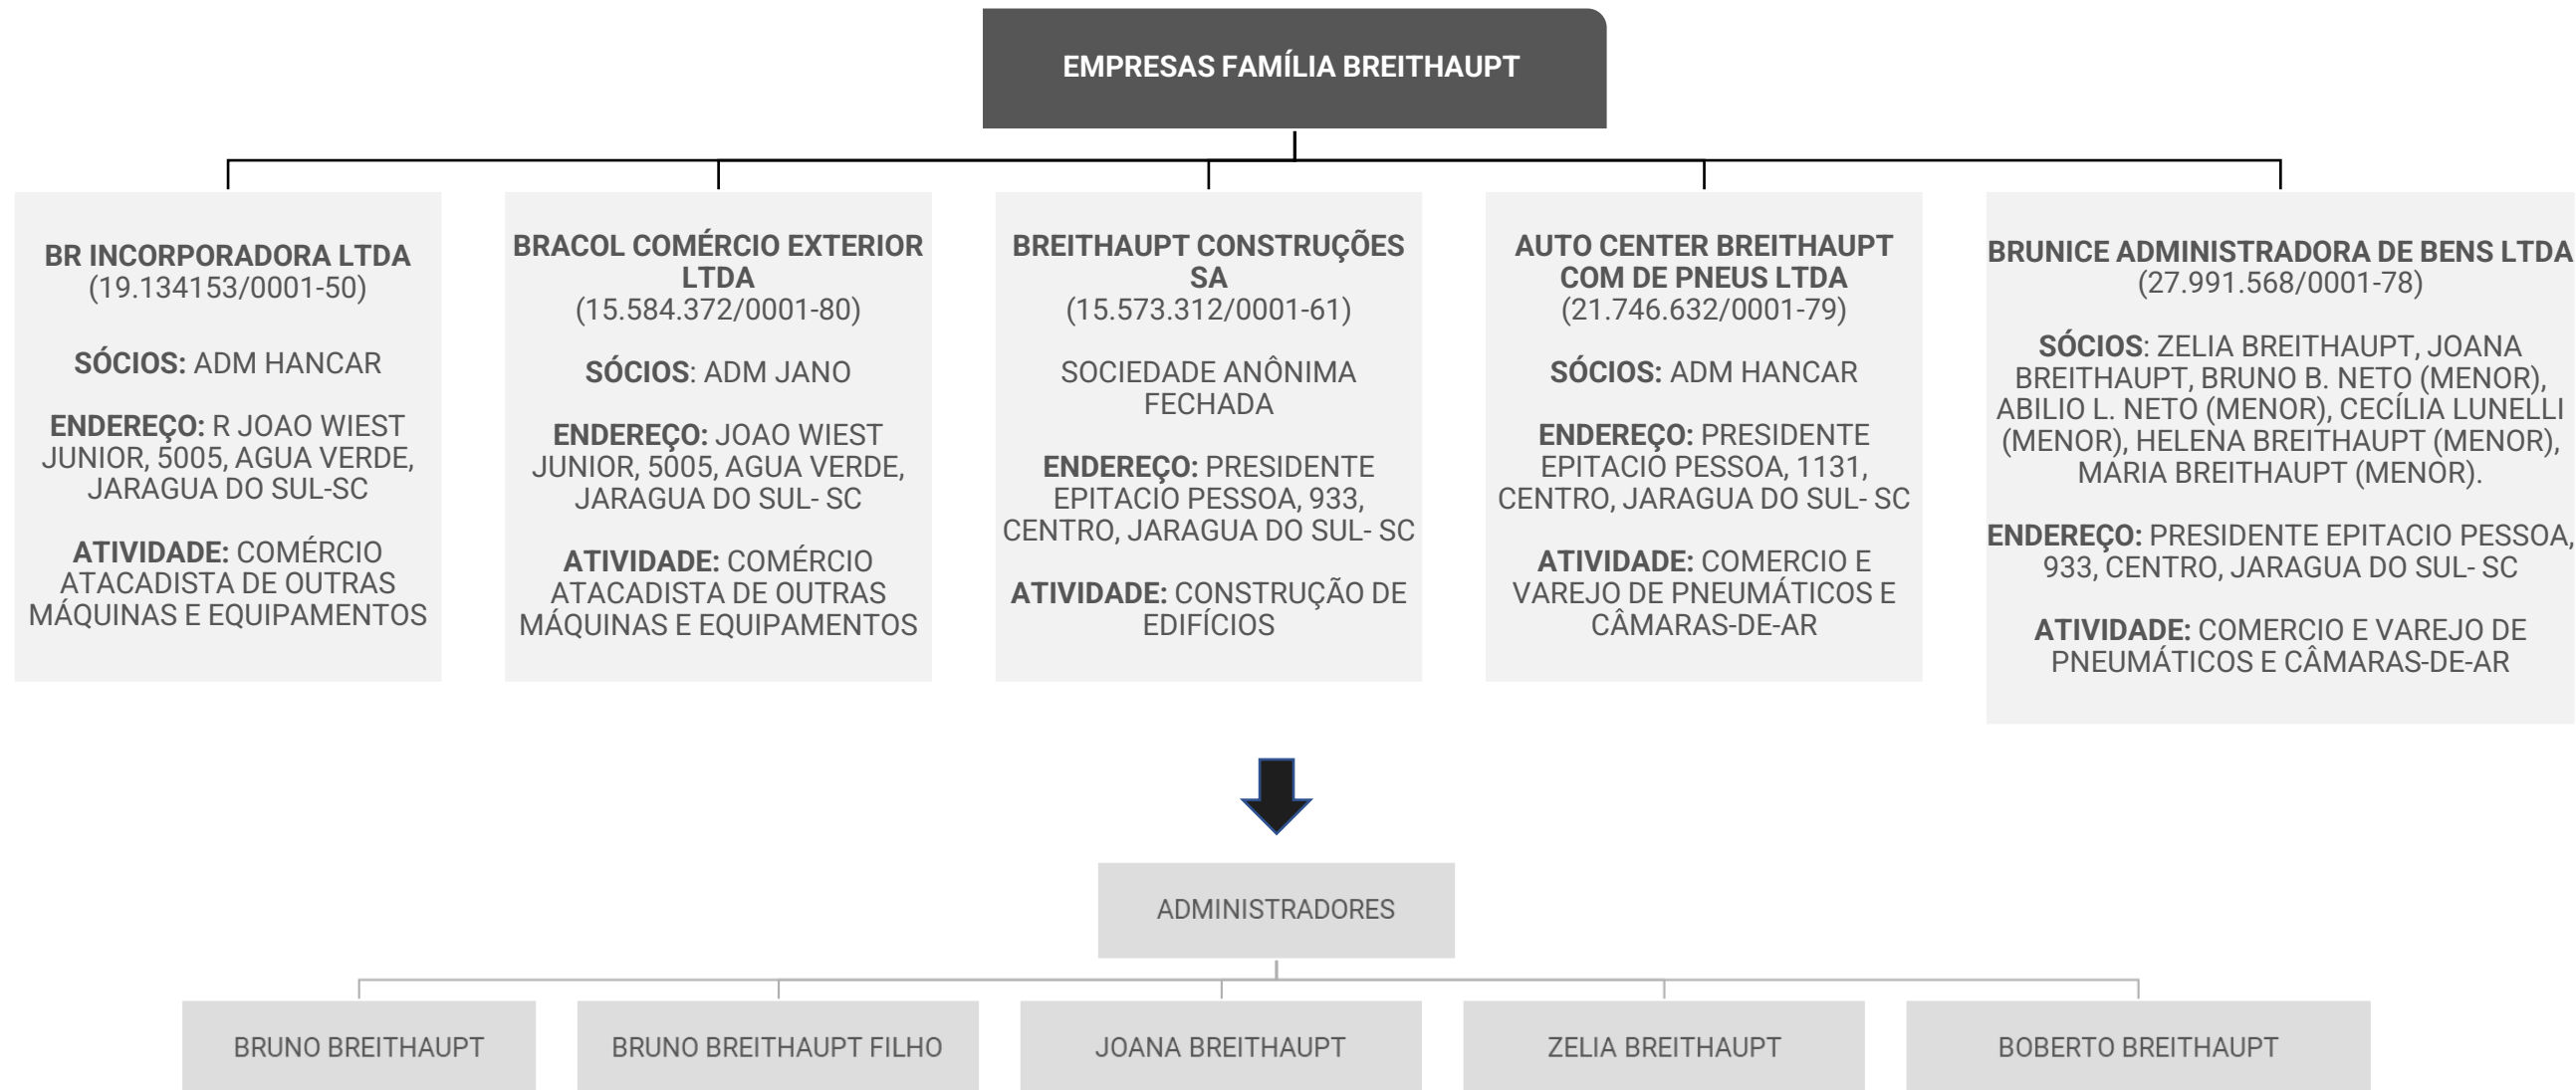 EMPRESAS FAMÍLIA BREITHAUPT
BR INCORPORADORA LTDA
(19.134153/0001-50)
SÓCIOS: ADM HANCAR
ENDEREÇO: R JOAO WIEST
JUNIOR, 5005, AGUA VERDE,
JARAGUA DO SUL-SC
ATIVIDADE: COMÉRCIO
ATACADISTA DE OUTRAS
MÁQUINAS E EQUIPAMENTOS
BRACOL COMÉRCIO EXTERIOR
LTDA
(15.584.372/0001-80)
SÓCIOS: ADM JANO
ENDEREÇO: JOAO WIEST
JUNIOR, 5005, AGUA VERDE,
JARAGUA DO SUL- SC
ATIVIDADE: COMÉRCIO
ATACADISTA DE OUTRAS
MÁQUINAS E EQUIPAMENTOS
BREITHAUPT CONSTRUÇÕES
SA
(15.573.312/0001-61)
SOCIEDADE ANÔNIMA
FECHADA
ENDEREÇO: PRESIDENTE
EPITACIO PESSOA, 933,
CENTRO, JARAGUA DO SUL- SC
ATIVIDADE: CONSTRUÇÃO DE
EDIFÍCIOS
AUTO CENTER BREITHAUPT
COM DE PNEUS LTDA
(21.746.632/0001-79)
SÓCIOS: ADM HANCAR
ENDEREÇO: PRESIDENTE
EPITACIO PESSOA, 1131,
CENTRO, JARAGUA DO SUL- SC
ATIVIDADE: COMERCIO E
VAREJO DE PNEUMÁTICOS E
CÂMARAS-DE-AR
BRUNICE ADMINISTRADORA DE BENS LTDA
(27.991.568/0001-78)
SÓCIOS: ZELIA BREITHAUPT, JOANA
BREITHAUPT, BRUNO B. NETO (MENOR),
ABILIO L. NETO (MENOR), CECÍLIA LUNELLI
(MENOR), HELENA BREITHAUPT (MENOR),
MARIA BREITHAUPT (MENOR).
ENDEREÇO: PRESIDENTE EPITACIO PESSOA,
933, CENTRO, JARAGUA DO SUL- SC
ATIVIDADE: COMERCIO E VAREJO DE
PNEUMÁTICOS E CÂMARAS-DE-AR
ADMINISTRADORES
BRUNO BREITHAUPT
BRUNO BREITHAUPT FILHO
JOANA BREITHAUPT
ZELIA BREITHAUPT
BOBERTO BREITHAUPT